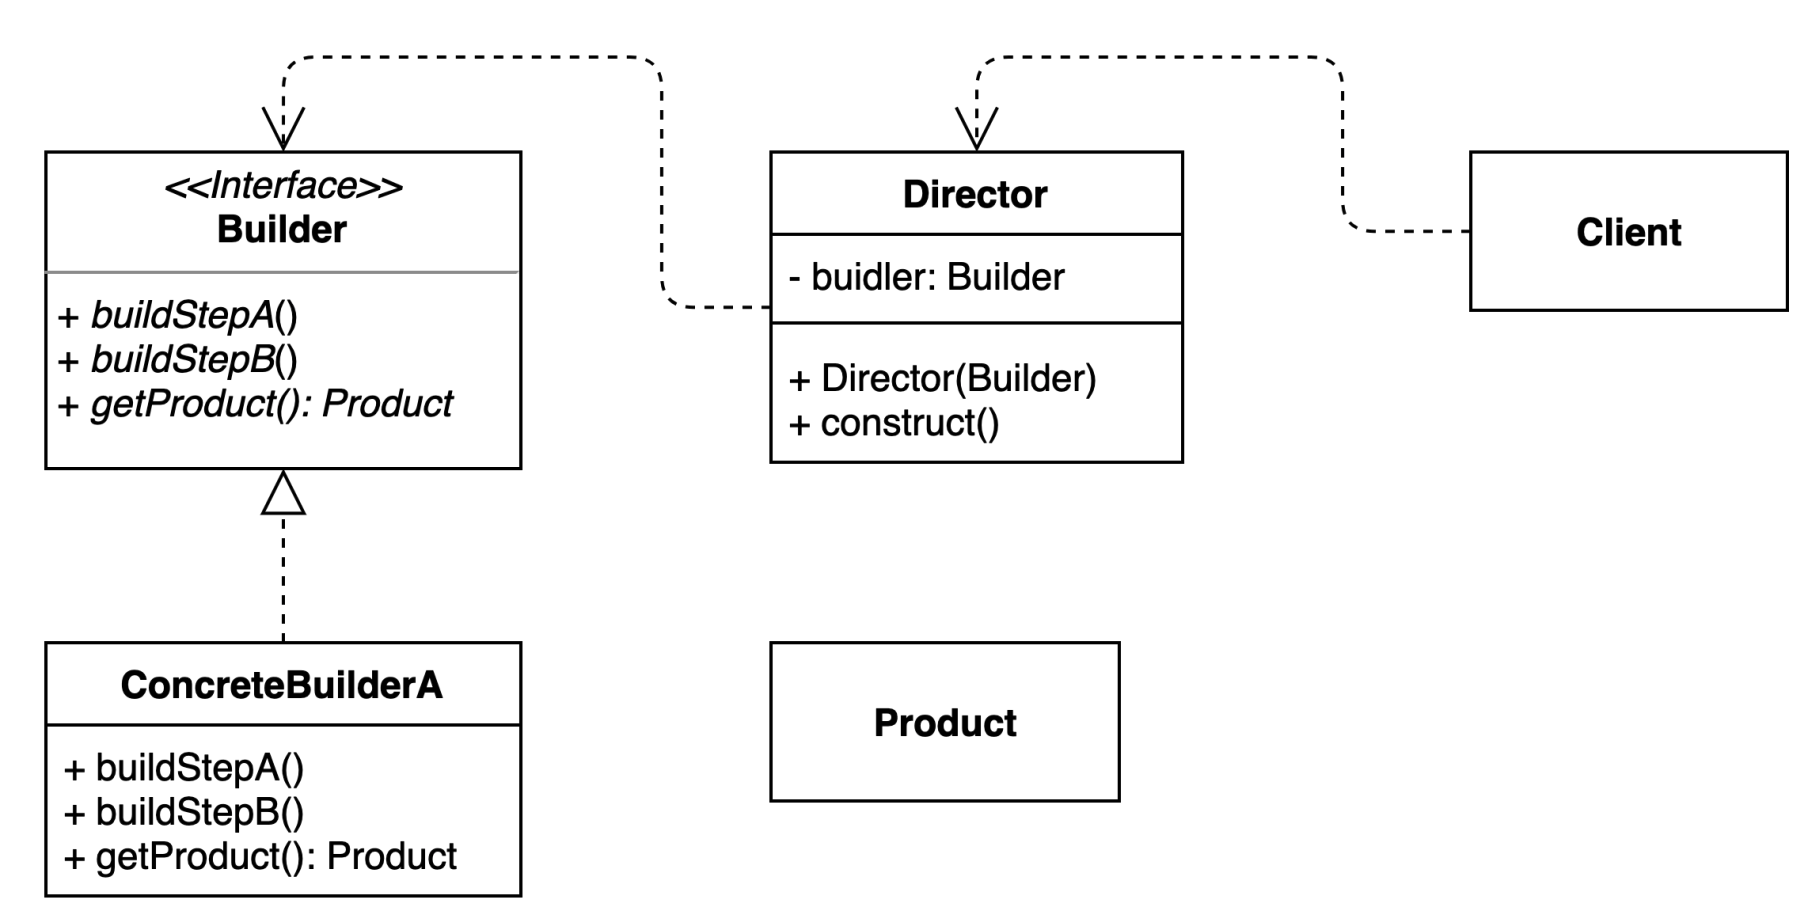 <<Interface>>
Builder
+ buildStepA()
+ buildStepB()
+ getProduct(): Product
Director
- buidler: Builder
+ Director(Builder)
+ construct()
Client
ConcreteBuilderA
+ buildStepA()
+ buildStepB()
+ getProduct(): Product
Product